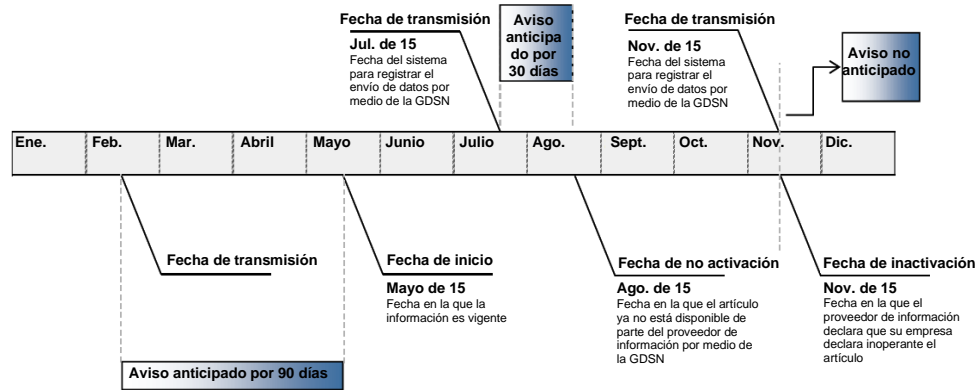 Fecha de transmisión
Jul. de 15
Fecha del sistema
para registrar el
envío de datos por
medio de la GDSN
Aviso
anticipa
do por
30 días
Fecha de transmisión
Nov. de 15
Fecha del sistema
para registrar el
envío de datos por
medio de la GDSN
Aviso no
anticipado
Ene.
Feb.
Mar.
Abril
Mayo
Junio
Julio
Ago.
Sept.
Oct.
Nov.
Dic.
Fecha de transmisión
Fecha de inicio
Mayo de 15
Fecha en la que la
información es vigente
Fecha de no activación
Ago. de 15
Fecha en la que el artículo
ya no está disponible de
parte del proveedor de
información por medio de
la GDSN
Fecha de inactivación
Nov. de 15
Fecha en la que el
proveedor de información
declara que su empresa
declara inoperante el
artículo
Aviso anticipado por 90 días